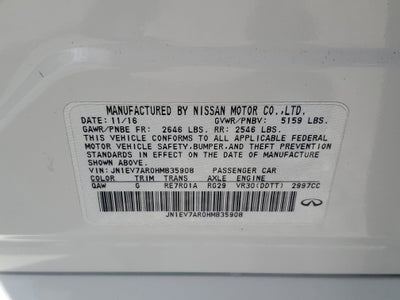 MANUFACTURED BY NISSAN MOTOR CO.,LTD.
DATE: 11/16 GVWR/PNBV: 5159 LBS.
GAWR/PNBE FR: 2646 LBS. RR: 2546 LBS.
THIS VEHICLE CONFORMS TO ALL APPLICABLE FEDERAL
MOTOR VEHICLE SAFETY, BUMPER, AND THEFT PREVENTION
STANDARDS IN EFFECT ON THE DATE OF MANUFACTURE
SHOWN ABOVE.
VIN: JN1EV7AR0HM835908 PASSENGER CAR
COLOR TRIM TRANS AXLE ENGINE
QAW G RE7R01A RG29 VR30(DDTT) 2997CC
JN1EV7AR0HM835908
INFINITI